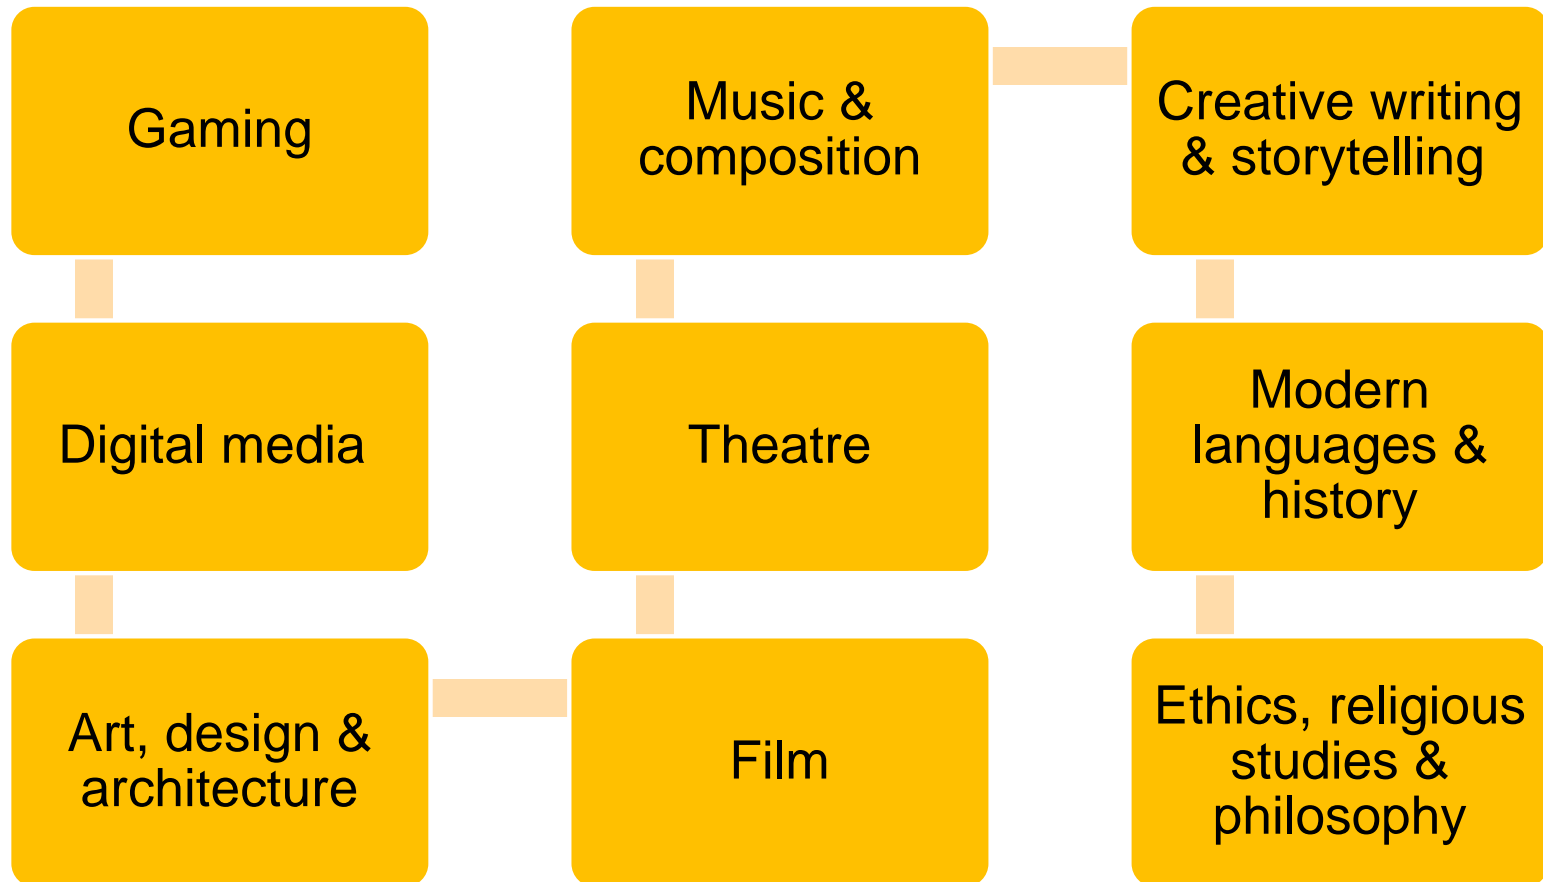 Gaming
Digital media
Art, design &
architecture
Film
Theatre
Music &
composition
Creative writing
& storytelling
Modern
languages &
history
Ethics, religious
studies &
philosophy